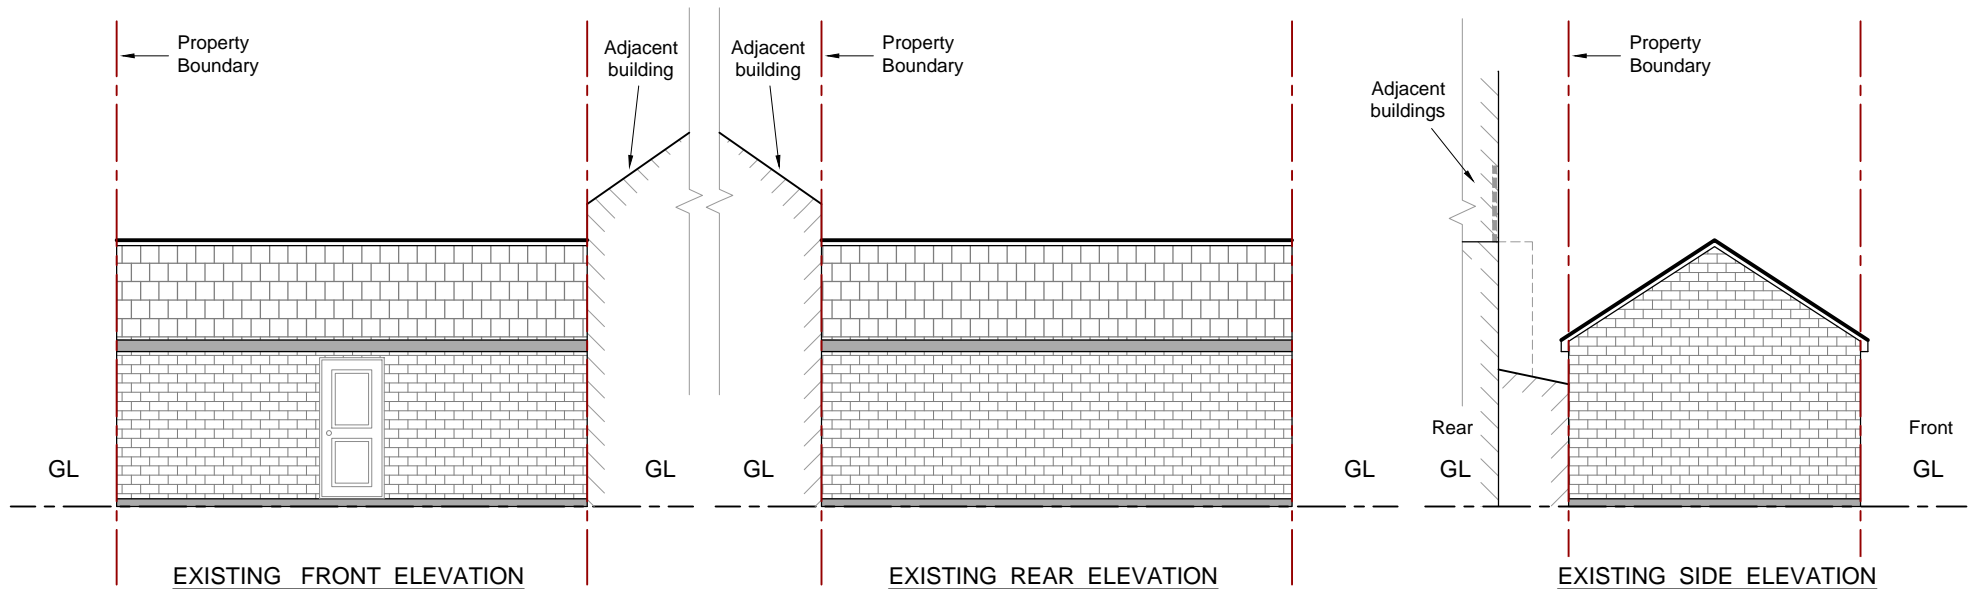 Property
Boundary
Adjacent
building
Adjacent
building
Property
Boundary
Property
Boundary
Adjacent
buildings
Rear
Front
GL
GL
GL
GL
GL
GL
EXISTING FRONT ELEVATION
EXISTING REAR ELEVATION
EXISTING SIDE ELEVATION